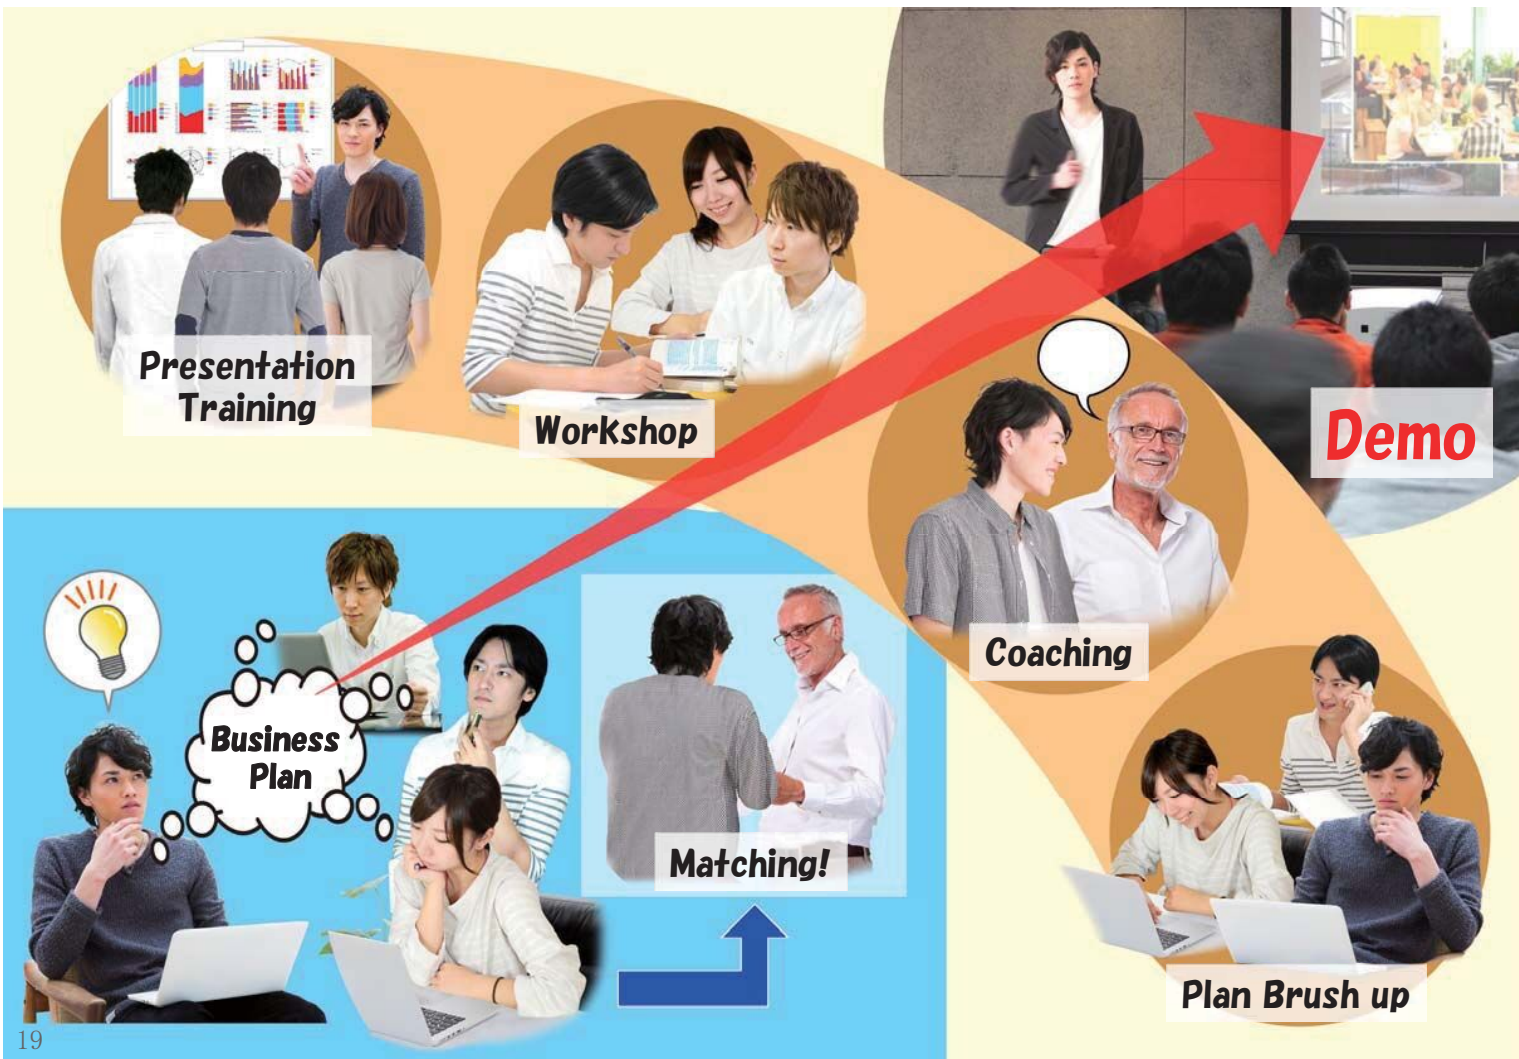 Presentation
Training
Workshop
Demo
Coaching
Business
Plan
Matching!
Plan Brush up
19